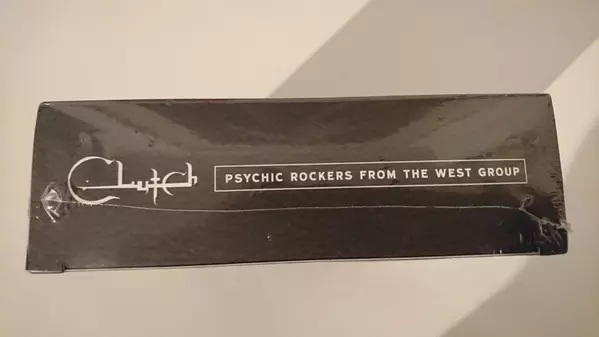 Clutch
PSYCHIC ROCKERS FROM THE WEST GROUP